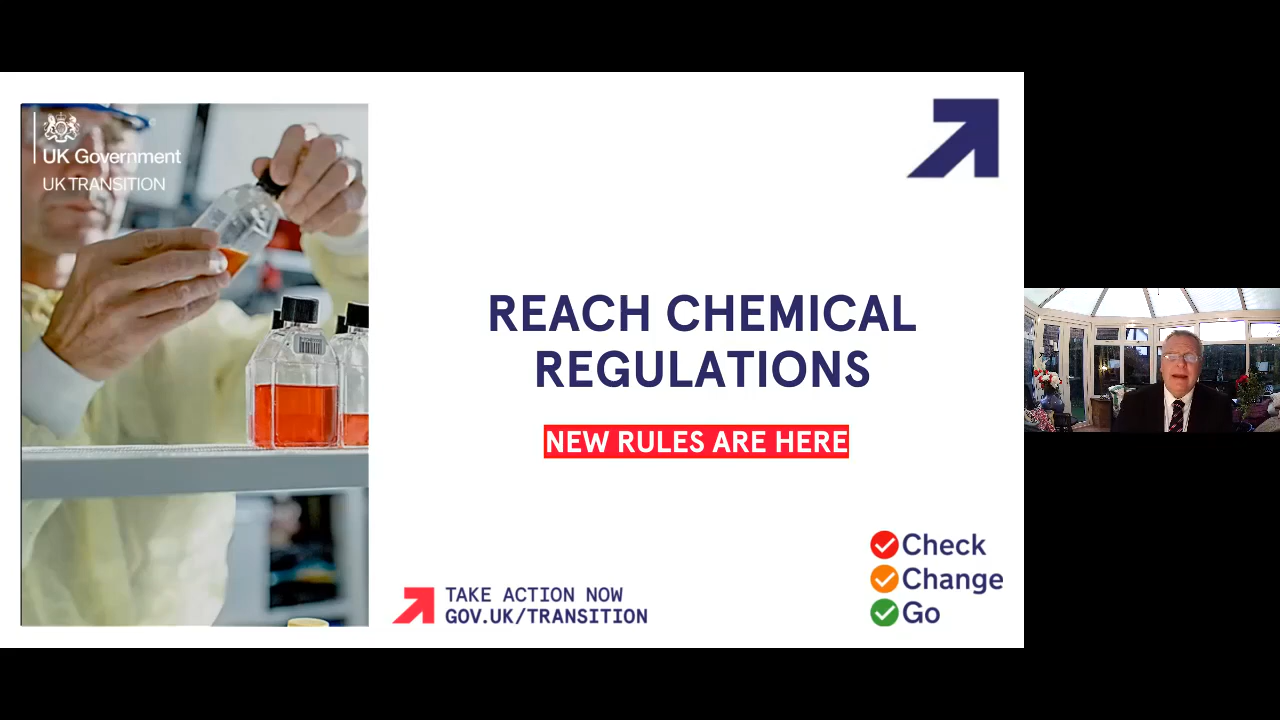 UK Government
UK TRANSITION
REACH CHEMICAL
REGULATIONS
NEW RULES ARE HERE
TAKE ACTION NOW
GOV.UK/TRANSITION
Check
Change
Go